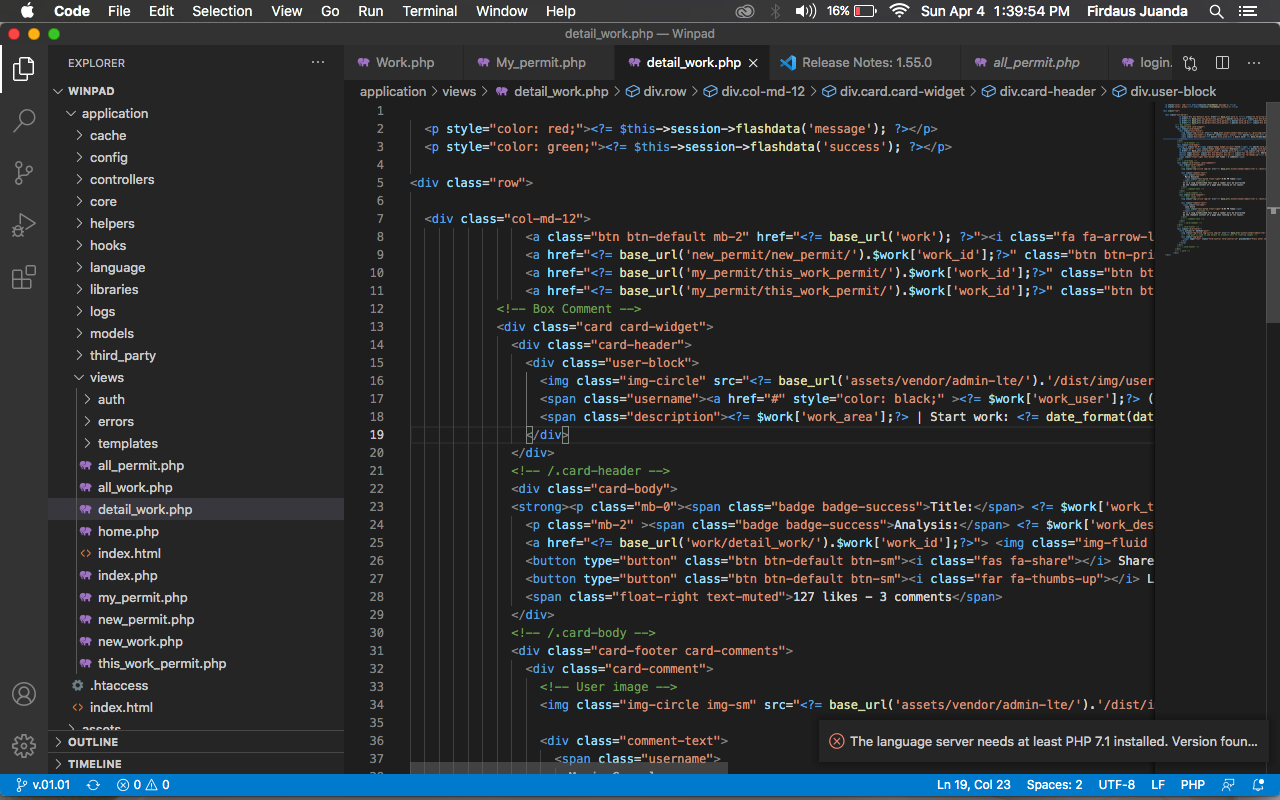 Code File Edit Selection View Go Run Terminal Window Help 16% Sun Apr 4 1:39:54 PM Firdaus Juanda
detail_work.php — Winpad
EXPLORER
WINPAD
application
cache
config
controllers
core
helpers
hooks
language
libraries
logs
models
third_party
views
auth
errors
templates
all_permit.php
all_work.php
detail_work.php
home.php
index.html
index.php
my_permit.php
new_permit.php
new_work.php
this_work_permit.php
.htaccess
index.html
assets
OUTLINE
TIMELINE
Work.php My_permit.php detail_work.php Release Notes: 1.55.0 all_permit.php login.
application > views > detail_work.php > div.row > div.col-md-12 > div.card.card-widget > div.card-header > div.user-block
1
2 <p style="color: red;"><?= $this->session->flashdata('message'); ?></p>
3 <p style="color: green;"><?= $this->session->flashdata('success'); ?></p>
4
5 <div class="row">
6
7 <div class="col-md-12">
8 <a class="btn btn-default mb-2" href="<?= base_url('work'); ?>"><i class="fa fa-arrow-l
9 <a href="<?= base_url('new_permit/new_permit/').$work['work_id'];?>" class="btn btn-pri
10 <a href="<?= base_url('my_permit/this_work_permit/').$work['work_id'];?>" class="btn bt
11 <a href="<?= base_url('my_permit/this_work_permit/').$work['work_id'];?>" class="btn bt
12 <!-- Box Comment -->
13 <div class="card card-widget">
14 <div class="card-header">
15 <div class="user-block">
16 <img class="img-circle" src="<?= base_url('assets/vendor/admin-lte/').'/dist/img/user
17 <span class="username"><a href="#" style="color: black;" ><?= $work['work_user'];?> (
18 <span class="description"><?= $work['work_area'];?> | Start work: <?= date_format(dat
19 </div>
20 </div>
21 <!-- /.card-header -->
22 <div class="card-body">
23 <strong><p class="mb-0"><span class="badge badge-success">Title:</span> <?= $work['work_t
24 <p class="mb-2" ><span class="badge badge-success">Analysis:</span> <?= $work['work_des
25 <a href="<?= base_url('work/detail_work/').$work['work_id'];?>"> <img class="img-fluid
26 <button type="button" class="btn btn-default btn-sm"><i class="fas fa-share"></i> Share
27 <button type="button" class="btn btn-default btn-sm"><i class="far fa-thumbs-up"></i> L
28 <span class="float-right text-muted">127 likes - 3 comments</span>
29 </div>
30 <!-- /.card-body -->
31 <div class="card-footer card-comments">
32 <div class="card-comment">
33 <!-- User image -->
34 <img class="img-circle img-sm" src="<?= base_url('assets/vendor/admin-lte/').'/dist/i
35
36 <div class="comment-text">
37 <span class="username">
The language server needs at least PHP 7.1 installed. Version foun...
v.01.01 0 0 Ln 19, Col 23 Spaces: 2 UTF-8 LF PHP